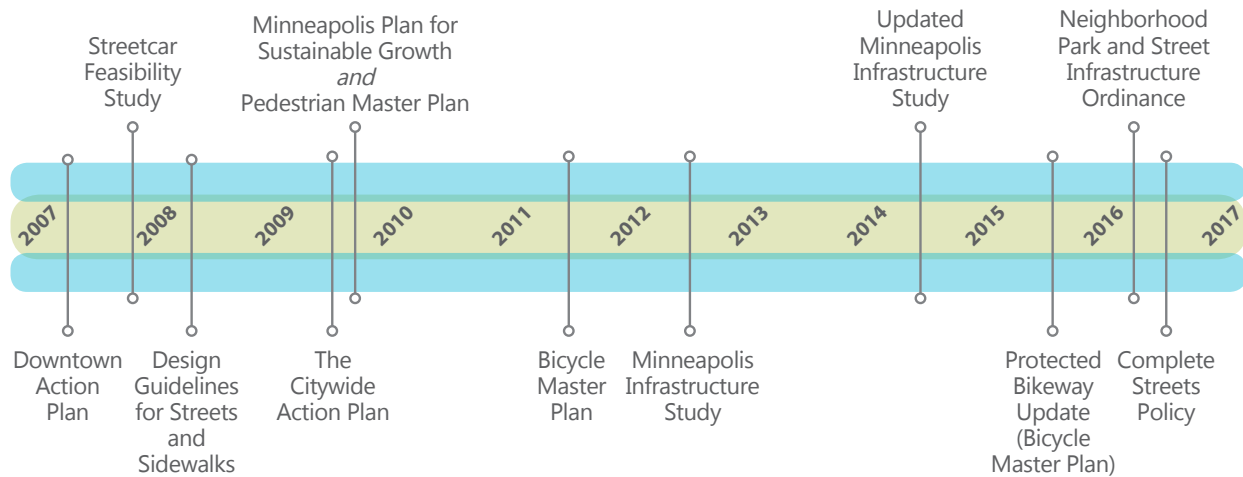 Streetcar
Feasibility
Study
Minneapolis Plan for
Sustainable Growth
and
Pedestrian Master Plan
Updated
Minneapolis
Infrastructure
Study
Neighborhood
Park and Street
Infrastructure
Ordinance
2007
2008
2009
2010
2011
2012
2013
2014
2015
2016
2017
Downtown
Action
Plan
Design
Guidelines
for Streets
and
Sidewalks
The
Citywide
Action Plan
Bicycle
Master
Plan
Minneapolis
Infrastructure
Study
Protected
Bikeway
Update
(Bicycle
Master Plan)
Complete
Streets
Policy